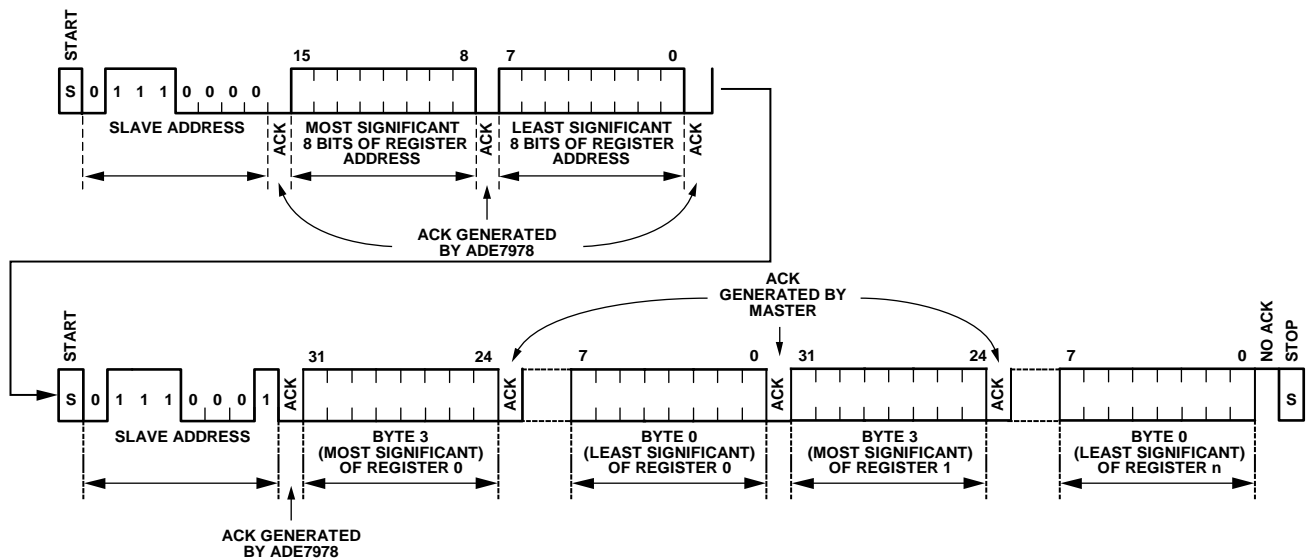 START
15 8 7 0
S 0 1 1 1 0 0 0 0
SLAVE ADDRESS
ACK
MOST SIGNIFICANT
8 BITS OF REGISTER
ADDRESS
ACK
LEAST SIGNIFICANT
8 BITS OF REGISTER
ADDRESS
ACK
ACK GENERATED
BY ADE7978
ACK
GENERATED BY
MASTER
START
31 24 7 0 31 24 7 0
NO ACK
STOP
S 0 1 1 1 0 0 0 1
ACK
ACK
ACK
ACK
S
SLAVE ADDRESS
BYTE 3
(MOST SIGNIFICANT)
OF REGISTER 0
BYTE 0
(LEAST SIGNIFICANT)
OF REGISTER 0
BYTE 3
(MOST SIGNIFICANT)
OF REGISTER 1
BYTE 0
(LEAST SIGNIFICANT)
OF REGISTER n
ACK GENERATED
BY ADE7978